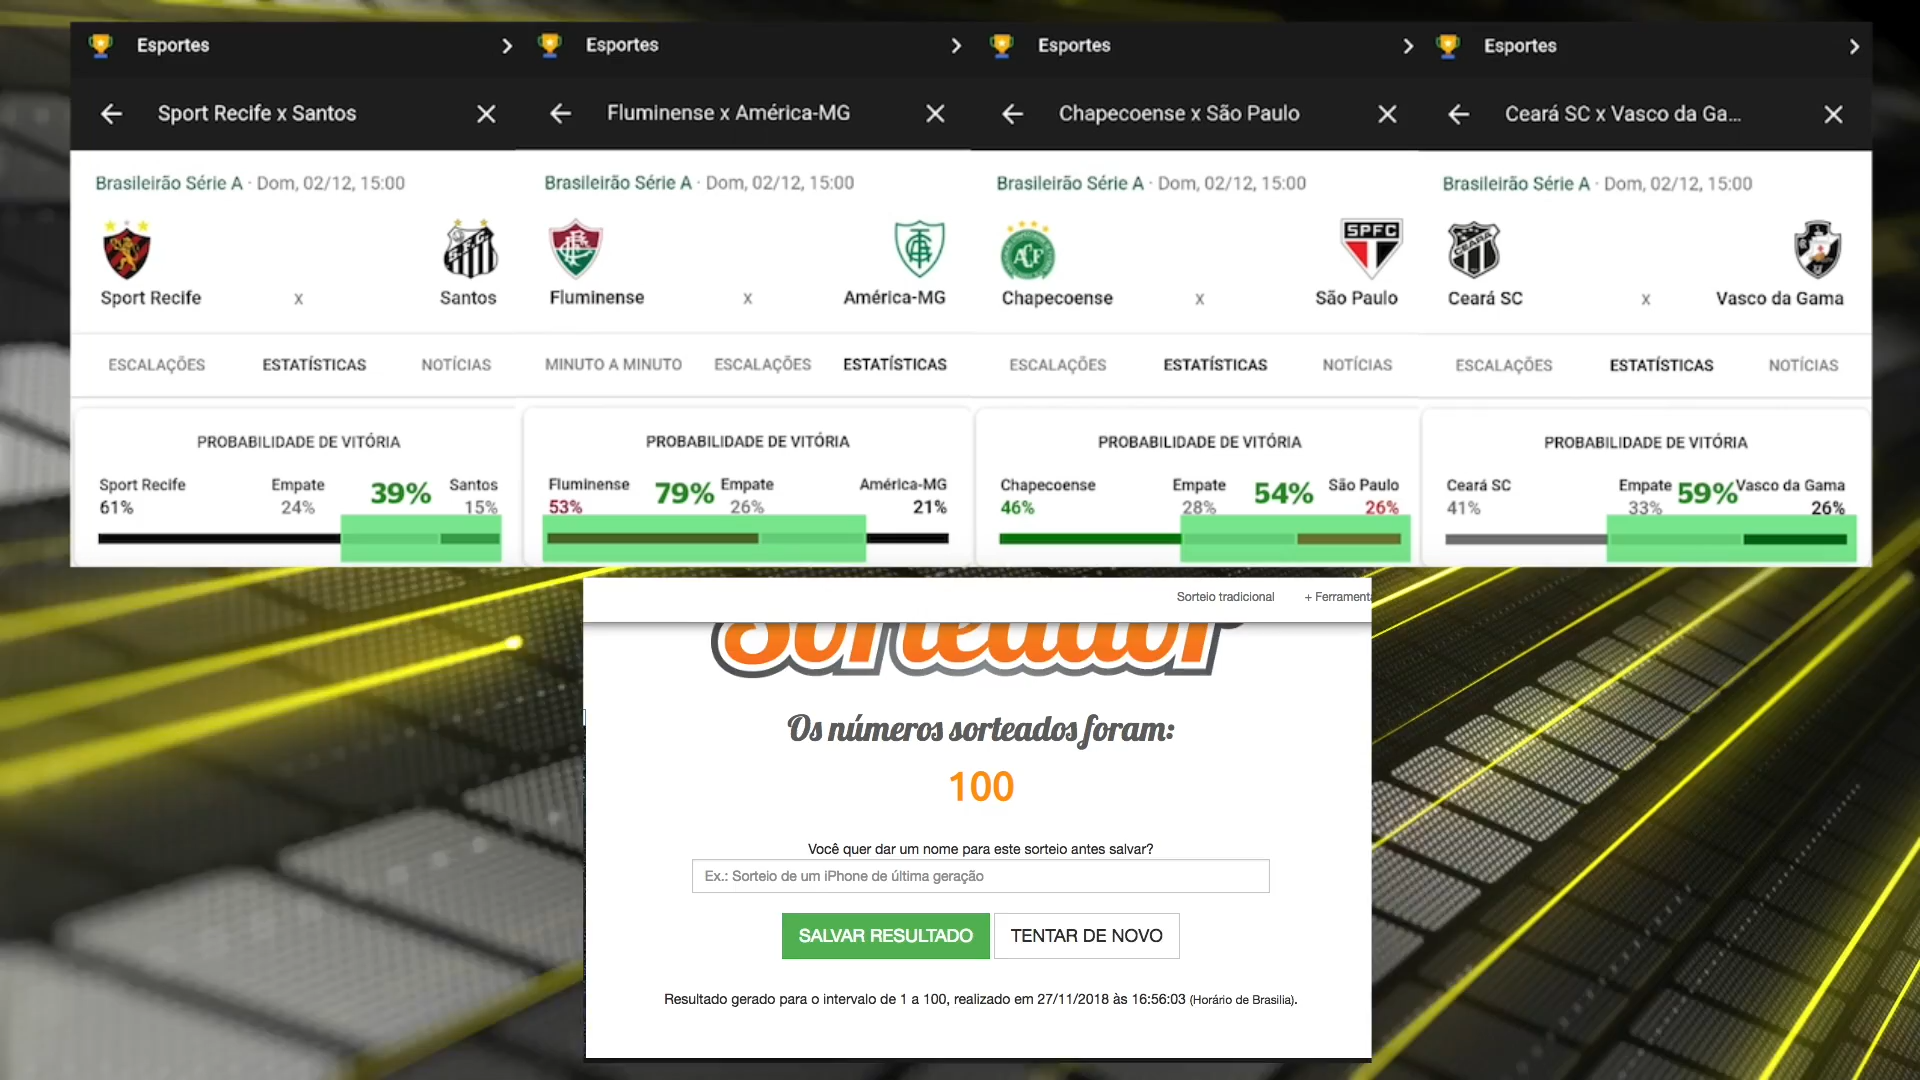 Esportes
Sport Recife x Santos
Brasileirão Série A · Dom, 02/12, 15:00
Sport Recife x Santos
ESCALAÇÕES ESTATÍSTICAS NOTÍCIAS
PROBABILIDADE DE VITÓRIA
Sport Recife Empate 39% Santos
61% 24% 15%
Esportes
Fluminense x América-MG
Brasileirão Série A · Dom, 02/12, 15:00
Fluminense x América-MG
MINUTO A MINUTO ESCALAÇÕES ESTATÍSTICAS
PROBABILIDADE DE VITÓRIA
Fluminense 79% Empate América-MG
53% 26% 21%
Esportes
Chapecoense x São Paulo
Brasileirão Série A · Dom, 02/12, 15:00
SPFC
Chapecoense x São Paulo
ESCALAÇÕES ESTATÍSTICAS NOTÍCIAS
PROBABILIDADE DE VITÓRIA
Chapecoense Empate 54% São Paulo
46% 28% 26%
Esportes
Ceará SC x Vasco da Ga...
Brasileirão Série A · Dom, 02/12, 15:00
CEARÁ
Ceará SC x Vasco da Gama
ESCALAÇÕES ESTATÍSTICAS NOTÍCIAS
PROBABILIDADE DE VITÓRIA
Ceará SC Empate 59% Vasco da Gama
41% 33% 26%
Sorteio tradicional + Ferramenta
Sorteador
Os números sorteados foram:
100
Você quer dar um nome para este sorteio antes salvar?
Ex.: Sorteio de um iPhone de última geração
SALVAR RESULTADO TENTAR DE NOVO
Resultado gerado para o intervalo de 1 a 100, realizado em 27/11/2018 às 16:56:03 (Horário de Brasilia).